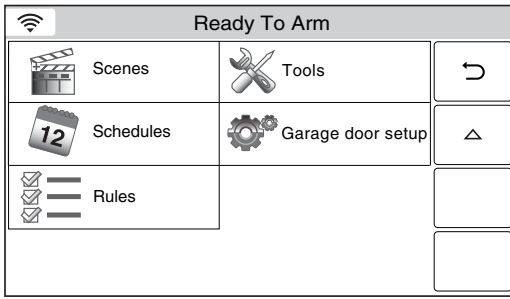 Ready To Arm
Scenes
Tools
12
Schedules
Garage door setup
Rules